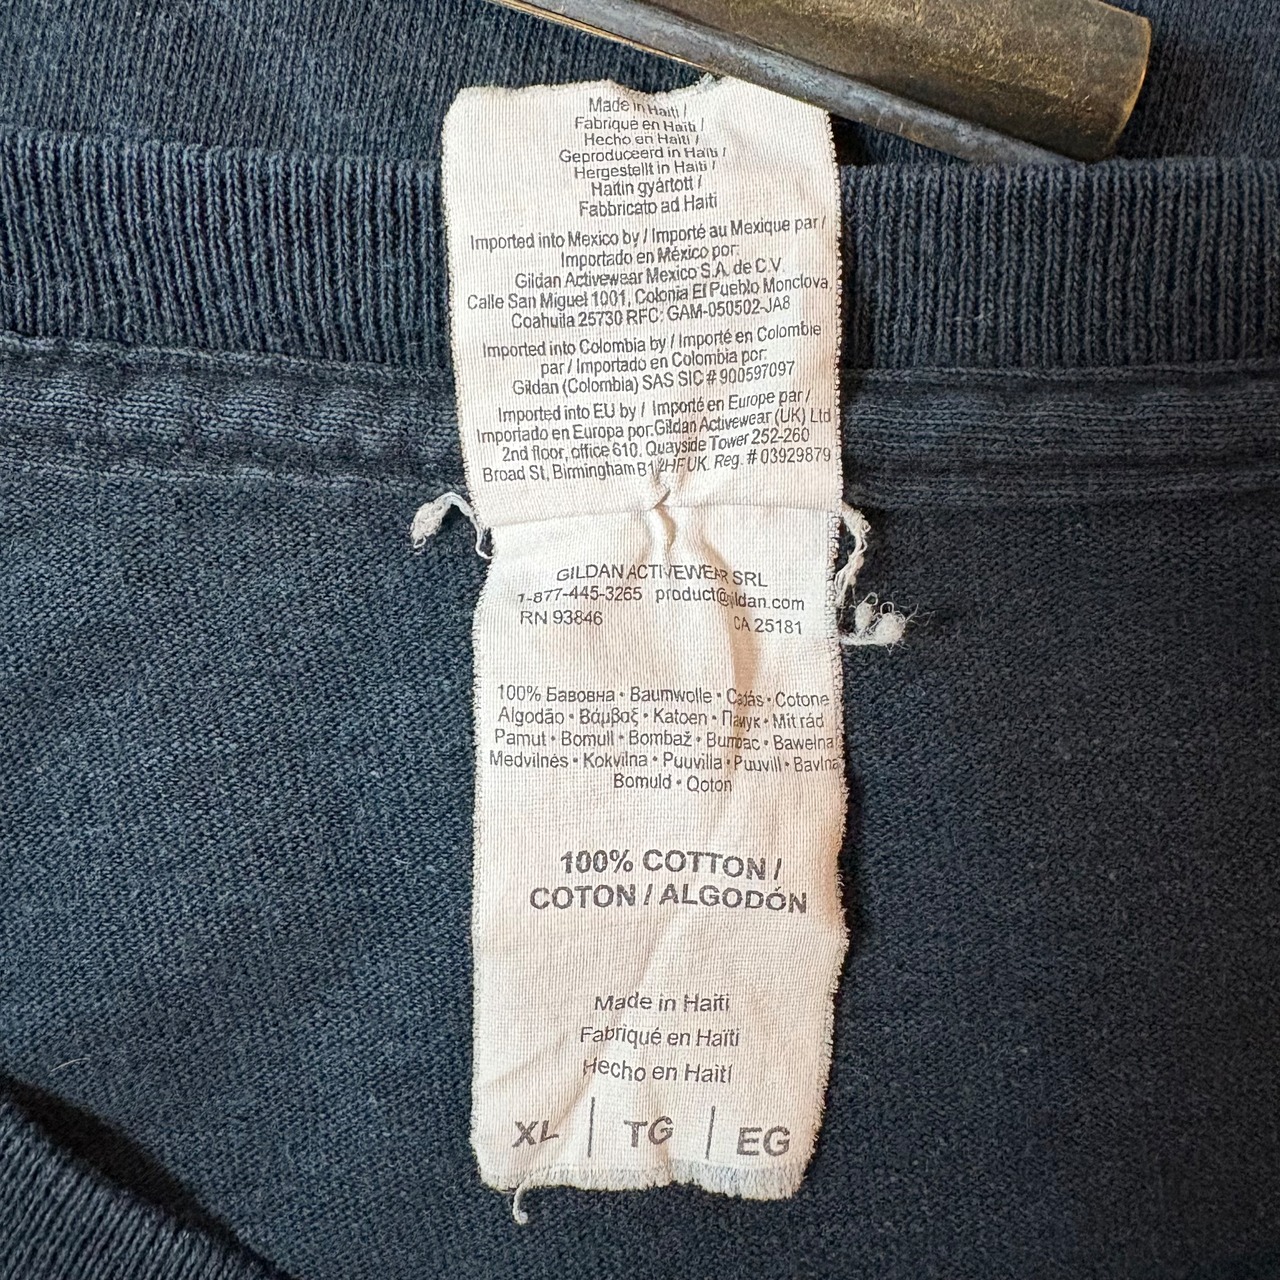 Made in Haiti /
Fabriqué en Haïti /
Hecho en Haití /
Geproduceerd in Haïti /
Hergestellt in Haiti /
Haitin gyártott /
Fabbricato ad Haiti
Imported into Mexico by / Importé au Mexique par /
Importado en México por:
Gildan Activewear Mexico S.A. de C.V.
Calle San Miguel 1001, Colonia El Pueblo Monclova,
Coahuila 25730 RFC: GAM-050502-JA8
Imported into Colombia by / Importé en Colombie
par / Importado en Colombia por:
Gildan (Colombia) SAS SIC # 900597097
Imported into EU by / Importé en Europe par /
Importado en Europa por:Gildan Activewear (UK) Ltd
2nd floor, office 610, Quayside Tower 252-260
Broad St, Birmingham B1 2HF UK. Reg. # 03929879
GILDAN ACTIVEWEAR SRL
1-877-445-3265 product@gildan.com
RN 93846 CA 25181
100% Бавовна • Baumwolle • Cadás • Cotone
Algodão • Βάμβαξ • Katoen • Памук • Mit rád
Pamut • Bomull • Bombaž • Bumbac • Bawełna
Medvilnės • Kokvilna • Puuvilla • Puuvill • Bavlna
Bomuld • Qoton
100% COTTON /
COTON / ALGODÓN
Made in Haiti
Fabriqué en Haïti
Hecho en Haití
XL | TG | EG